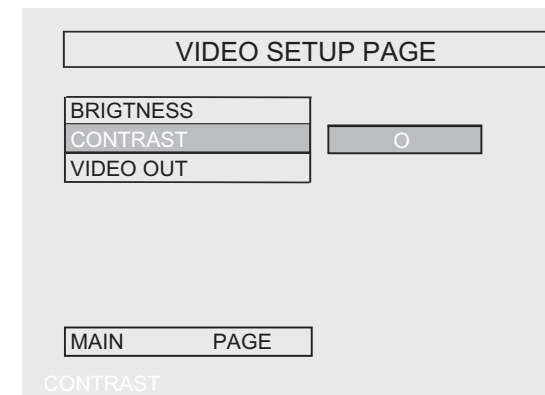 VIDEO SETUP PAGE
BRIGTNESS
CONTRAST O
VIDEO OUT
MAIN PAGE
CONTRAST